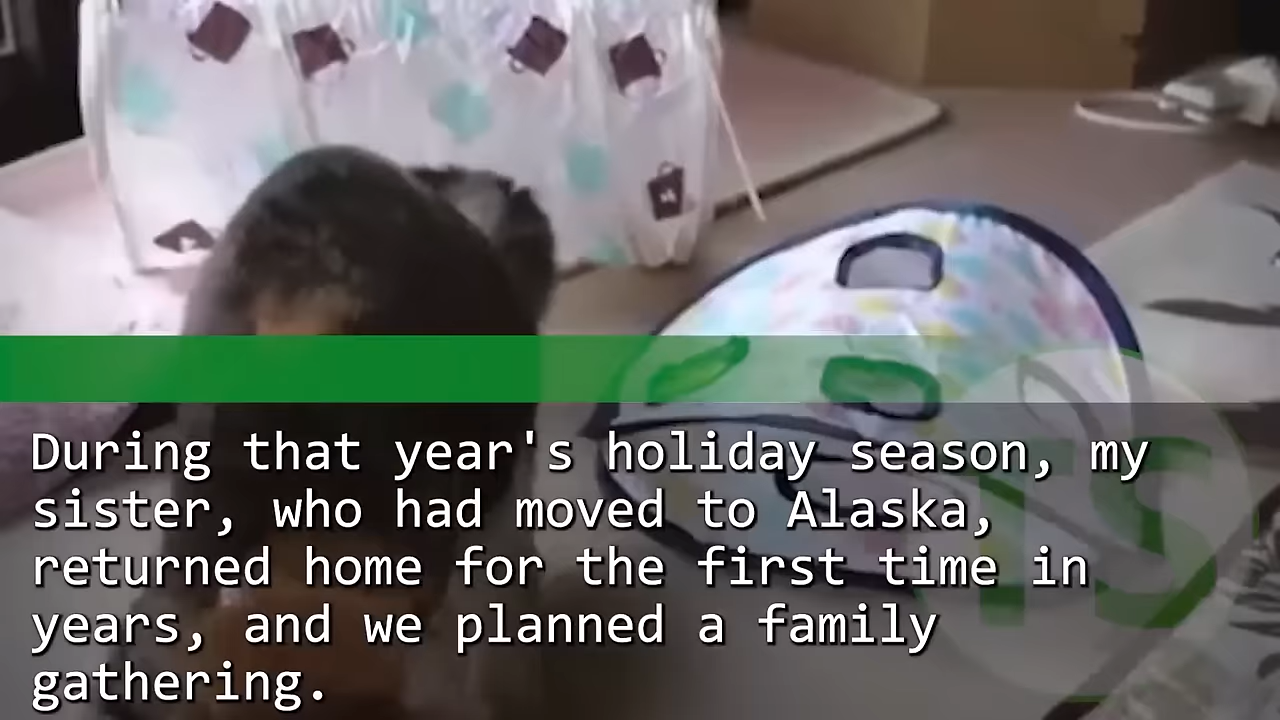 During that year's holiday season, my
sister, who had moved to Alaska,
returned home for the first time in
years, and we planned a family
gathering.